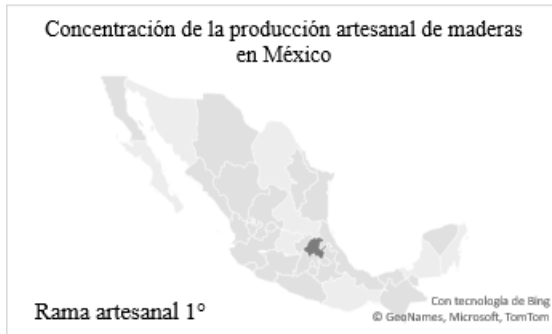 Concentración de la producción artesanal de maderas
en México
Rama artesanal 1°
Con tecnología de Bing
© GeoNames, Microsoft, TomTom